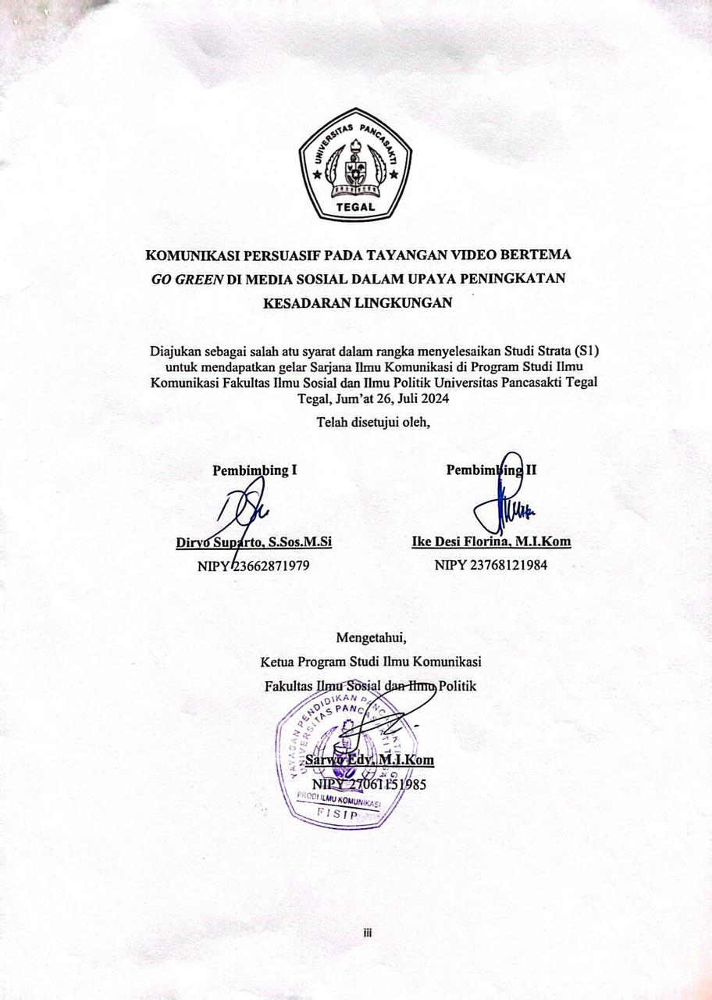 UNIVERSITAS PANCASAKTI
TEGAL
KOMUNIKASI PERSUASIF PADA TAYANGAN VIDEO BERTEMA
GO GREEN DI MEDIA SOSIAL DALAM UPAYA PENINGKATAN
KESADARAN LINGKUNGAN
Diajukan sebagai salah atu syarat dalam rangka menyelesaikan Studi Strata (S1)
untuk mendapatkan gelar Sarjana Ilmu Komunikasi di Program Studi Ilmu
Komunikasi Fakultas Ilmu Sosial dan Ilmu Politik Universitas Pancasakti Tegal
Tegal, Jum'at 26, Juli 2024
Telah disetujui oleh,
Pembimbing I
Pembimbing II
Diryo Suparto, S.Sos.M.Si
Ike Desi Florina, M.I.Kom
NIPY 23662871979
NIPY 23768121984
Mengetahui,
Ketua Program Studi Ilmu Komunikasi
Fakultas Ilmu Sosial dan Ilmu Politik
YAYASAN PENDIDIKAN PANCASAKTI TEGAL
UNIVERSITAS PANCASAKTI TEGAL
Sarwo Edy, M.I.Kom
NIPY 27061151985
PRODI ILMU KOMUNIKASI
FISIP
iii